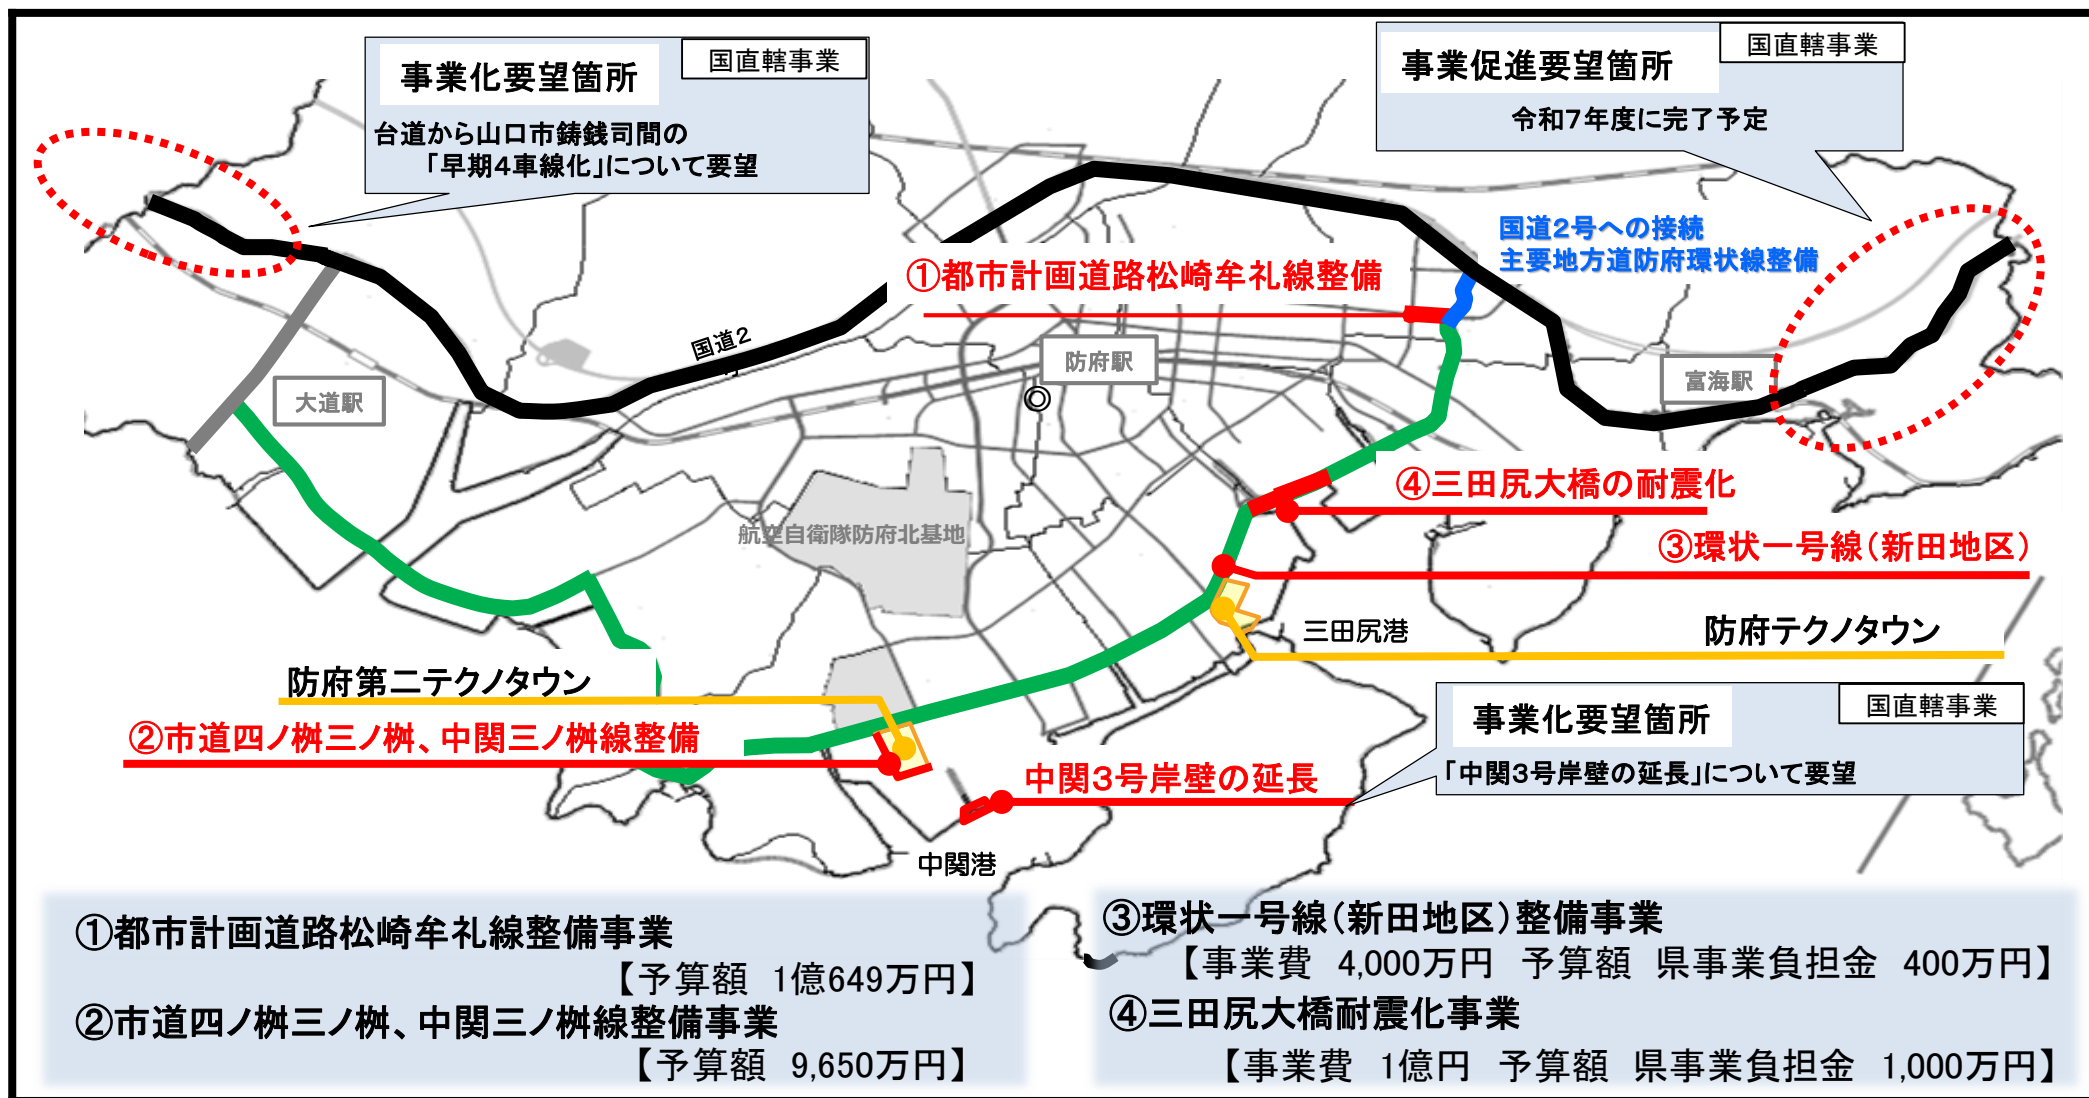 事業化要望箇所
国直轄事業
台道から山口市鋳銭司間の
「早期4車線化」について要望
事業促進要望箇所
国直轄事業
令和7年度に完了予定
国道2号への接続
主要地方道防府環状線整備
①都市計画道路松崎牟礼線整備
国道2
防府駅
大道駅
富海駅
④三田尻大橋の耐震化
航空自衛隊防府北基地
③環状一号線(新田地区)
三田尻港
防府テクノタウン
防府第二テクノタウン
②市道四ノ桝三ノ桝、中関三ノ桝線整備
事業化要望箇所
国直轄事業
「中関3号岸壁の延長」について要望
中関3号岸壁の延長
中関港
①都市計画道路松崎牟礼線整備事業
【予算額 1億649万円】
②市道四ノ桝三ノ桝、中関三ノ桝線整備事業
【予算額 9,650万円】
③環状一号線(新田地区)整備事業
【事業費 4,000万円 予算額 県事業負担金 400万円】
④三田尻大橋耐震化事業
【事業費 1億円 予算額 県事業負担金 1,000万円】